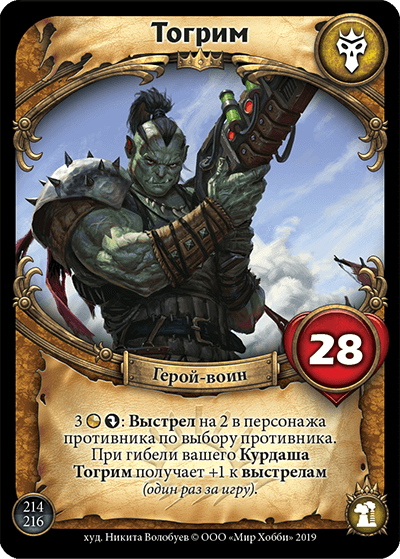 Тогрим
28
Герой-воин
3 : Выстрел на 2 в персонажа
противника по выбору противника.
При гибели вашего Курдаша
Тогрим получает +1 к выстрелам
(один раз за игру).
214
216
худ. Никита Волобуев © ООО «Мир Хобби» 2019